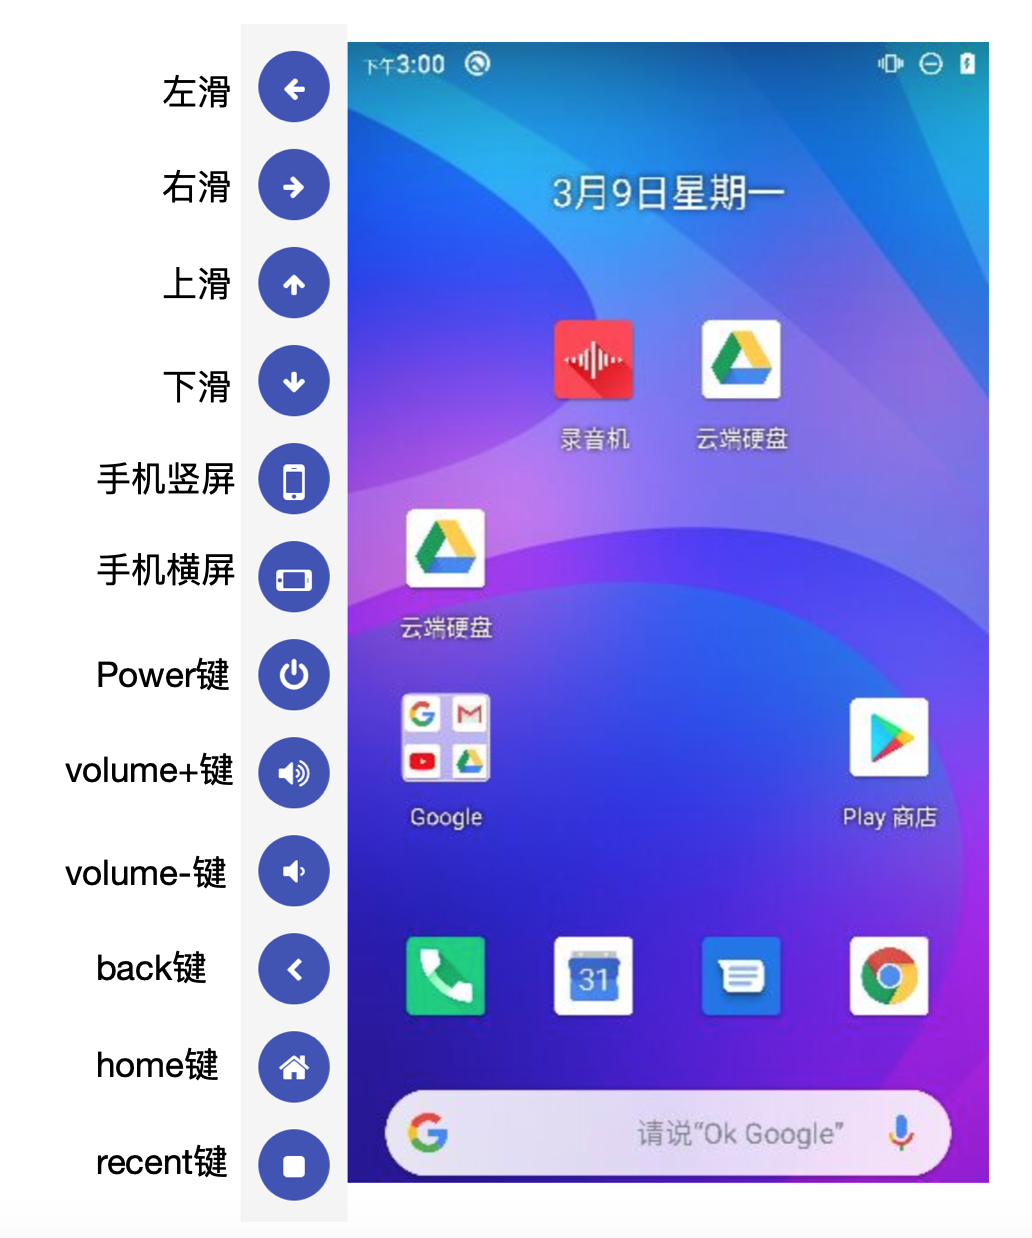 左滑
右滑
上滑
下滑
手机竖屏
手机横屏
Power键
volume+键
volume-键
back键
home键
recent键
下午3:00
3月9日星期一
录音机
云端硬盘
云端硬盘
Google
Play 商店
31
请说“Ok Google”